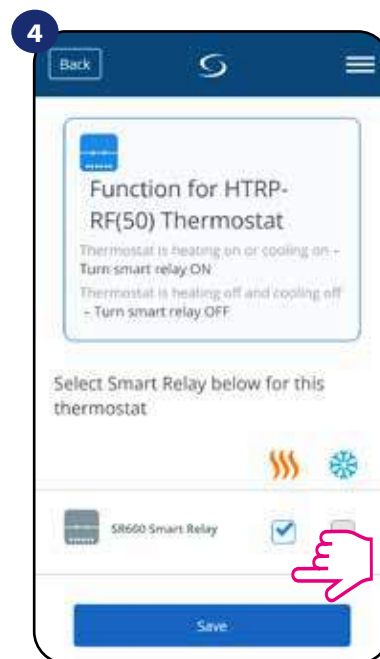 4
Back
Function for HTRP-
RF(50) Thermostat
Thermostat is heating on or cooling on –
Turn smart relay ON
Thermostat is heating off and cooling off
– Turn smart relay OFF
Select Smart Relay below for this
thermostat
SR600 Smart Relay
Save